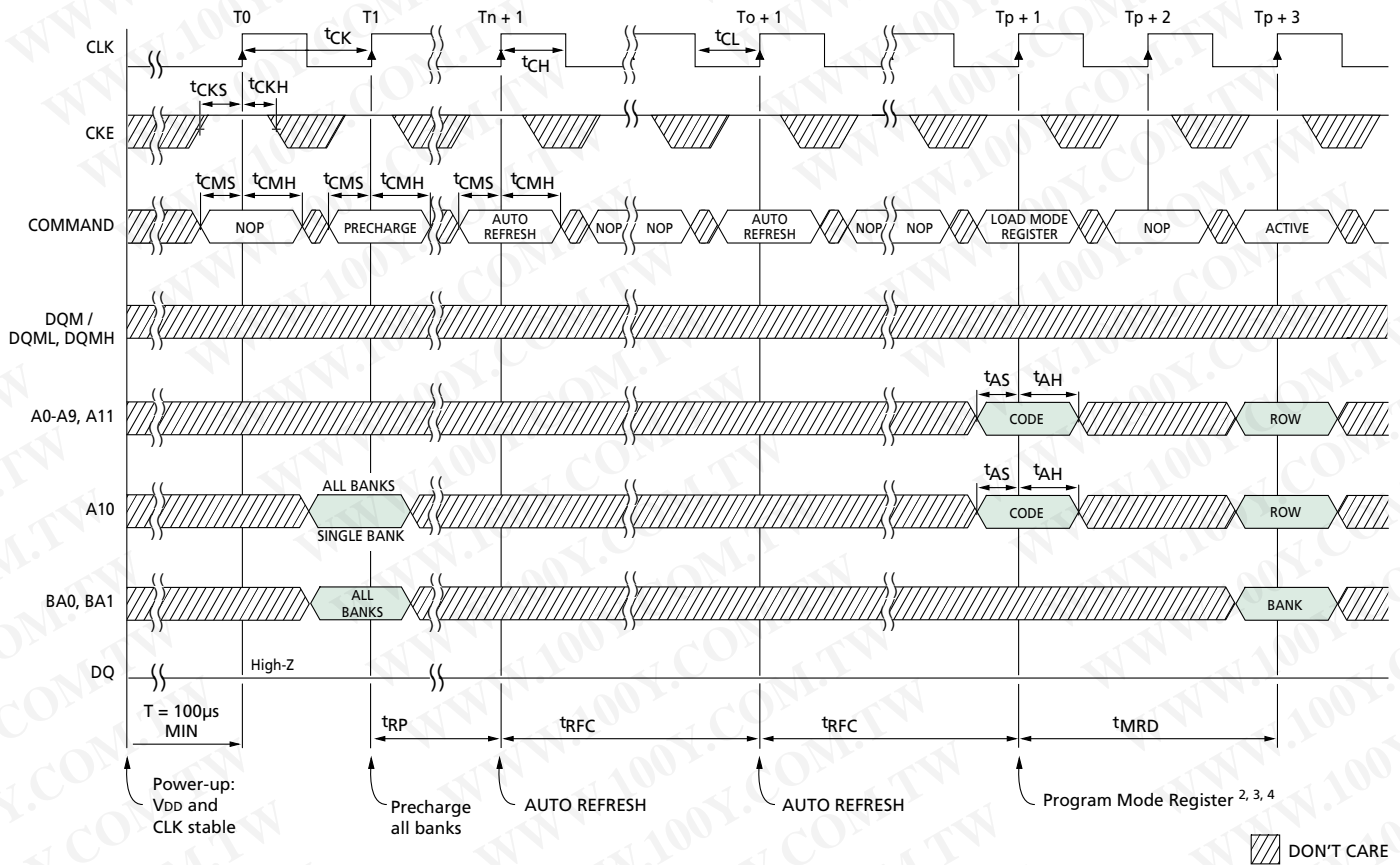 T0 T1 Tn + 1 To + 1 Tp + 1 Tp + 2 Tp + 3
CLK
tCK
tCH
tCL
tCKS tCKH
CKE
tCMS tCMH tCMS tCMH tCMS tCMH
COMMAND
NOP
PRECHARGE
AUTO
REFRESH
NOP
NOP
AUTO
REFRESH
NOP
NOP
LOAD MODE
REGISTER
NOP
ACTIVE
DQM /
DQML, DQMH
tAS tAH
A0-A9, A11
CODE
ROW
ALL BANKS
tAS tAH
A10
CODE
ROW
SINGLE BANK
BA0, BA1
ALL
BANKS
BANK
DQ
High-Z
T = 100µs
MIN
tRP
tRFC
tRFC
tMRD
Power-up:
VDD and
CLK stable
Precharge
all banks
AUTO REFRESH
AUTO REFRESH
Program Mode Register 2, 3, 4
DON'T CARE
WWW.100Y.COM.TW